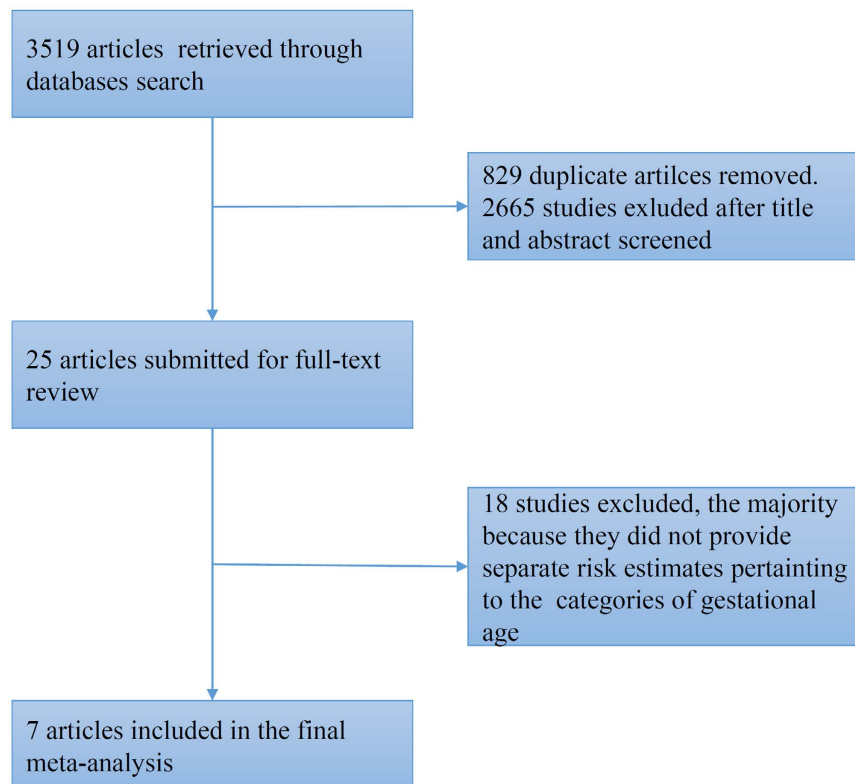 3519 articles  retrieved through
databases search
829 duplicate artilces removed.
2665 studies exluded after title
and abstract screened
25 articles submitted for full-text
review
18 studies excluded, the majority
because they did not provide
separate risk estimates pertaining
to the  categories of gestational
age
7 articles included in the final
meta-analysis